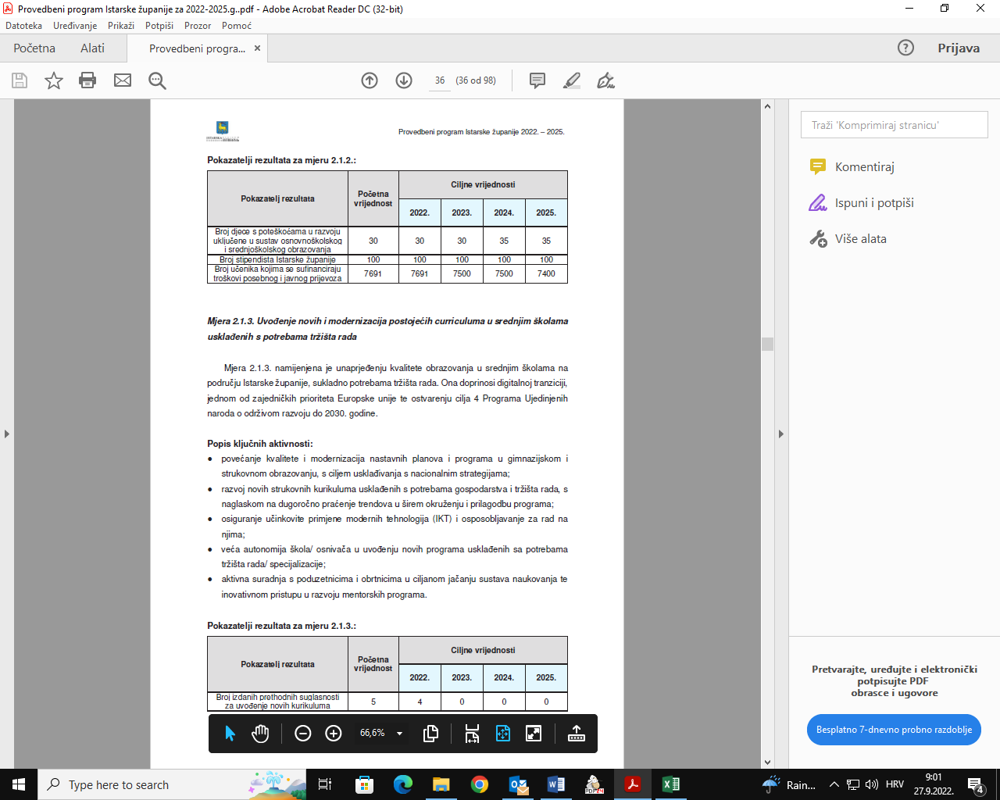 Provedbeni program Istarske županije za 2022-2025.g..pdf - Adobe Acrobat Reader DC (32-bit)
Datoteka Uređivanje Prikaži Potpiši Prozor Pomoć
Početna Alati Provedbeni progra... × Prijava
36 (36 od 98)
Provedbeni program Istarske županije 2022. – 2025.
Pokazatelji rezultata za mjeru 2.1.2.:
Pokazatelj rezultata
Početna vrijednost
Ciljne vrijednosti
2022. 2023. 2024. 2025.
Broj djece s poteškoćama u razvoju
uključene u sustav osnovnoškolskog
i srednjoškolskog obrazovanja
30 30 30 35 35
Broj stipendista Istarske županije 100 100 100 100 100
Broj učenika kojima se sufinanciraju
troškovi posebnog i javnog prijevoza
7691 7691 7500 7500 7400
Mjera 2.1.3. Uvođenje novih i modernizacija postojećih curriculuma u srednjim školama
usklađenih s potrebama tržišta rada
Mjera 2.1.3. namijenjena je unaprjeđenju kvalitete obrazovanja u srednjim školama na
području Istarske županije, sukladno potrebama tržišta rada. Ona doprinosi digitalnoj tranziciji,
jednom od zajedničkih prioriteta Europske unije te ostvarenju cilja 4 Programa Ujedinjenih
naroda o održivom razvoju do 2030. godine.
Popis ključnih aktivnosti:
● povećanje kvalitete i modernizacija nastavnih planova i programa u gimnazijskom i
strukovnom obrazovanju, s ciljem usklađivanja s nacionalnim strategijama;
● razvoj novih strukovnih kurikuluma usklađenih s potrebama gospodarstva i tržišta rada, s
naglaskom na dugoročno praćenje trendova u širem okruženju i prilagodbu programa;
● osiguranje učinkovite primjene modernih tehnologija (IKT) i osposobljavanje za rad na
njima;
● veća autonomija škola/ osnivača u uvođenju novih programa usklađenih sa potrebama
tržišta rada/ specijalizacije;
● aktivna suradnja s poduzetnicima i obrtnicima u ciljanom jačanju sustava naukovanja te
inovativnom pristupu u razvoju mentorskih programa.
Pokazatelji rezultata za mjeru 2.1.3.:
Pokazatelj rezultata
Početna vrijednost
Ciljne vrijednosti
2022. 2023. 2024. 2025.
Broj izdanih prethodnih suglasnosti
za uvođenje novih kurikuluma
5 4 0 0 0
66,6%
Traži 'Komprimiraj stranicu'
Komentiraj
Ispuni i potpiši
Više alata
Pretvarajte, uređujte i elektronički
potpisujte PDF
obrasce i ugovore
Besplatno 7-dnevno probno razdoblje
Type here to search
Rain... HRV 9:01
27.9.2022.
4